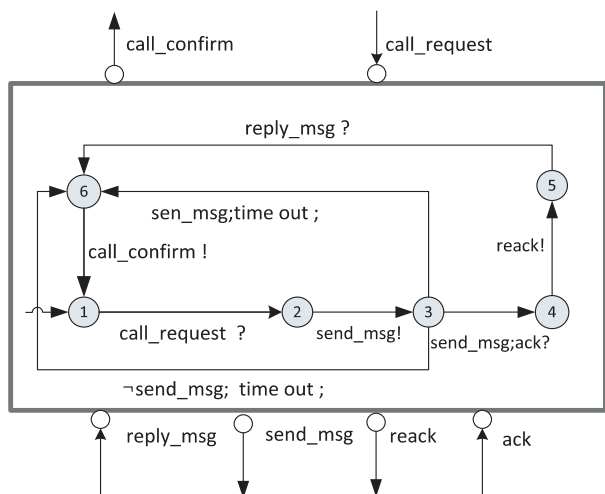 call_confirm
call_request
reply_msg ?
6
5
sen_msg;time out ;
call_confirm !
reack!
1
2
3
4
call_request ?
send_msg!
send_msg;ack?
¬send_msg; time out ;
reply_msg
send_msg
reack
ack